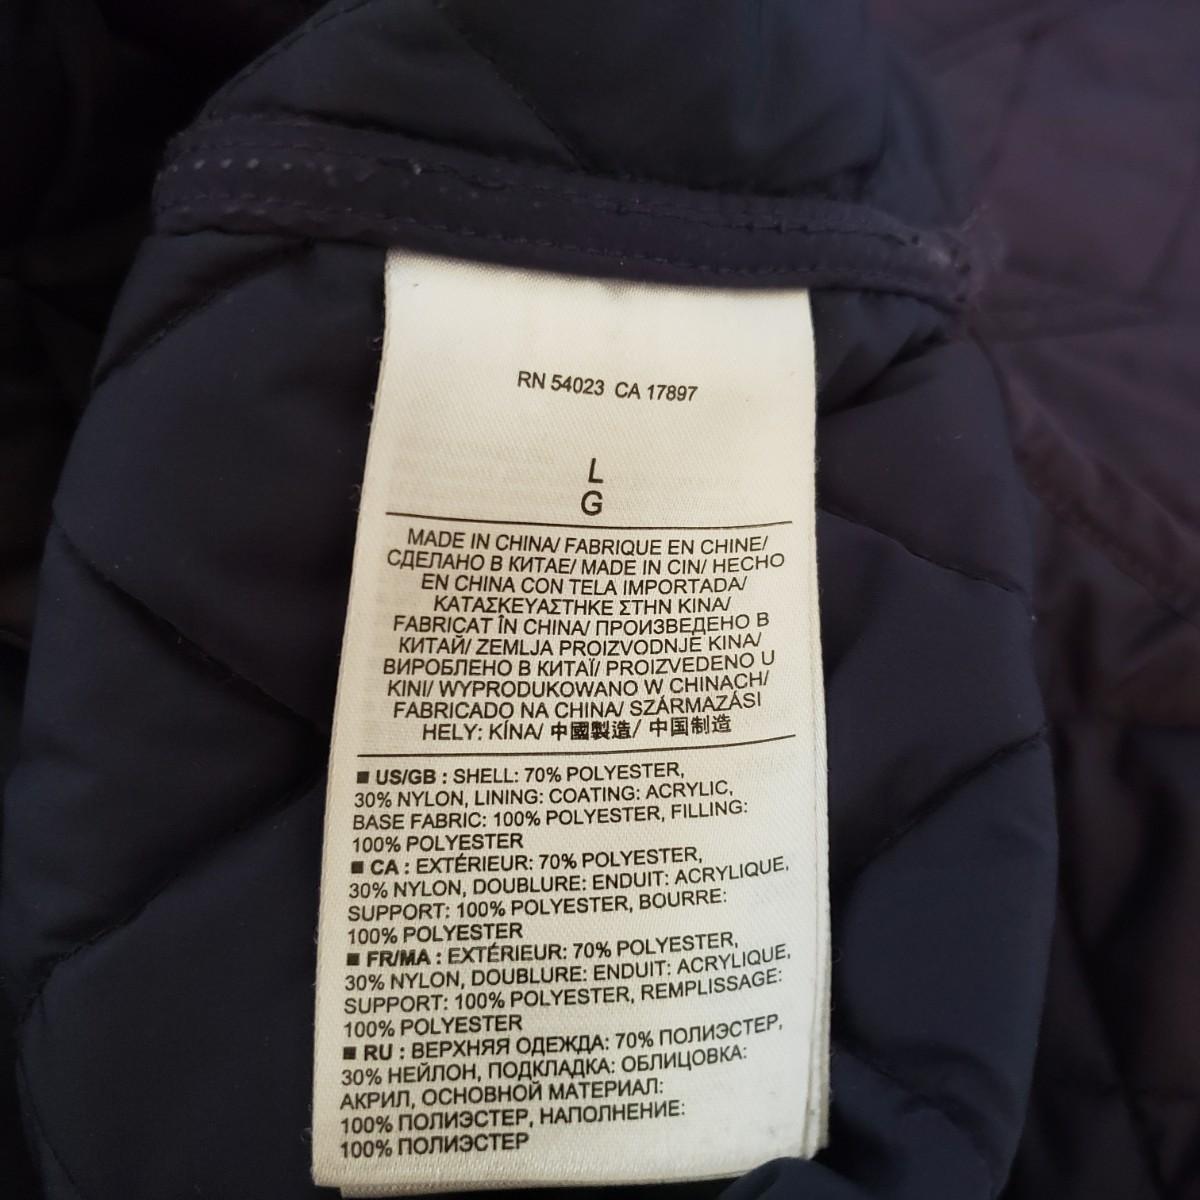 RN 54023 CA 17897
L
G
MADE IN CHINA/ FABRIQUE EN CHINE/
СДЕЛАНО В КИТАЕ/ MADE IN CIN/ HECHO
EN CHINA CON TELA IMPORTADA/
ΚΑΤΑΣΚΕΥΑΣΤΗΚΕ ΣΤΗΝ ΚΙΝΑ/
FABRICAT ÎN CHINA/ ПРОИЗВЕДЕНО В
КИТАЙ/ ZEMLJA PROIZVODNJE KINA/
ВИРОБЛЕНО В КИТАЇ/ PROIZVEDENO U
KINI/ WYPRODUKOWANO W CHINACH/
FABRICADO NA CHINA/ SZÁRMAZÁSI
HELY: KÍNA/ 中國製造/ 中国制造
■ US/GB : SHELL: 70% POLYESTER,
30% NYLON, LINING: COATING: ACRYLIC,
BASE FABRIC: 100% POLYESTER, FILLING:
100% POLYESTER
■ CA : EXTÉRIEUR: 70% POLYESTER,
30% NYLON, DOUBLURE: ENDUIT: ACRYLIQUE,
SUPPORT: 100% POLYESTER, BOURRE:
100% POLYESTER
■ FR/MA : EXTÉRIEUR: 70% POLYESTER,
30% NYLON, DOUBLURE: ENDUIT: ACRYLIQUE,
SUPPORT: 100% POLYESTER, REMPLISSAGE:
100% POLYESTER
■ RU : ВЕРХНЯЯ ОДЕЖДА: 70% ПОЛИЭСТЕР,
30% НЕЙЛОН, ПОДКЛАДКА: ОБЛИЦОВКА:
АКРИЛ, ОСНОВНОЙ МАТЕРИАЛ:
100% ПОЛИЭСТЕР, НАПОЛНЕНИЕ:
100% ПОЛИЭСТЕР